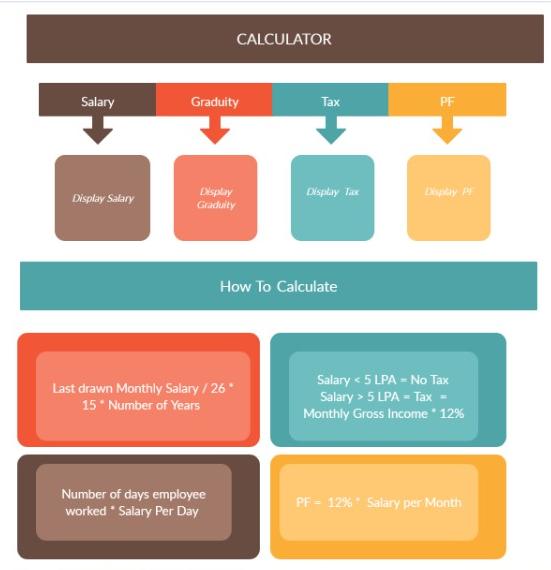 CALCULATOR
Salary
Graduity
Tax
PF
Display Salary
Display
Graduity
Display Tax
Display PF
How To Calculate
Last drawn Monthly Salary / 26 *
15 * Number of Years
Salary < 5 LPA = No Tax
Salary > 5 LPA = Tax =
Monthly Gross Income * 12%
Number of days employee
worked * Salary Per Day
PF = 12% * Salary per Month